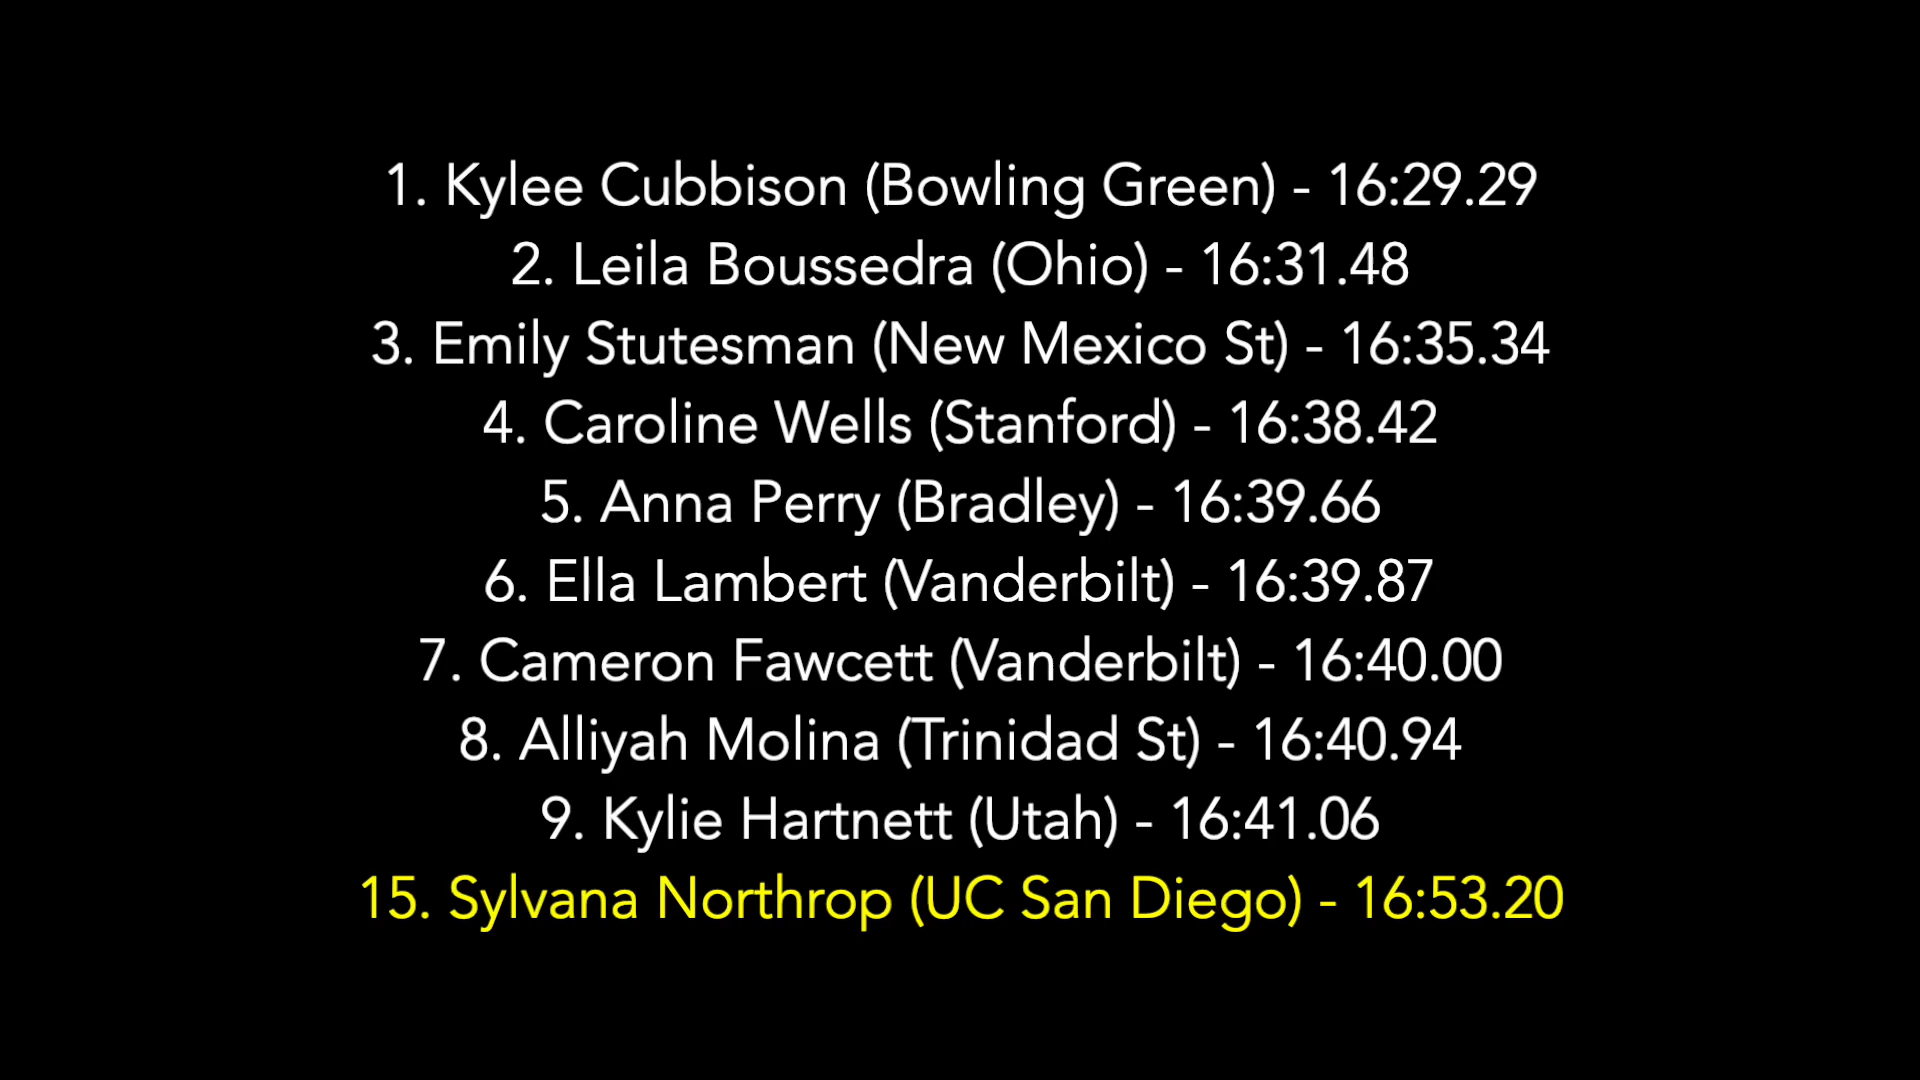 1. Kylee Cubbison (Bowling Green) - 16:29.29
2. Leila Boussedra (Ohio) - 16:31.48
3. Emily Stutesman (New Mexico St) - 16:35.34
4. Caroline Wells (Stanford) - 16:38.42
5. Anna Perry (Bradley) - 16:39.66
6. Ella Lambert (Vanderbilt) - 16:39.87
7. Cameron Fawcett (Vanderbilt) - 16:40.00
8. Alliyah Molina (Trinidad St) - 16:40.94
9. Kylie Hartnett (Utah) - 16:41.06
15. Sylvana Northrop (UC San Diego) - 16:53.20